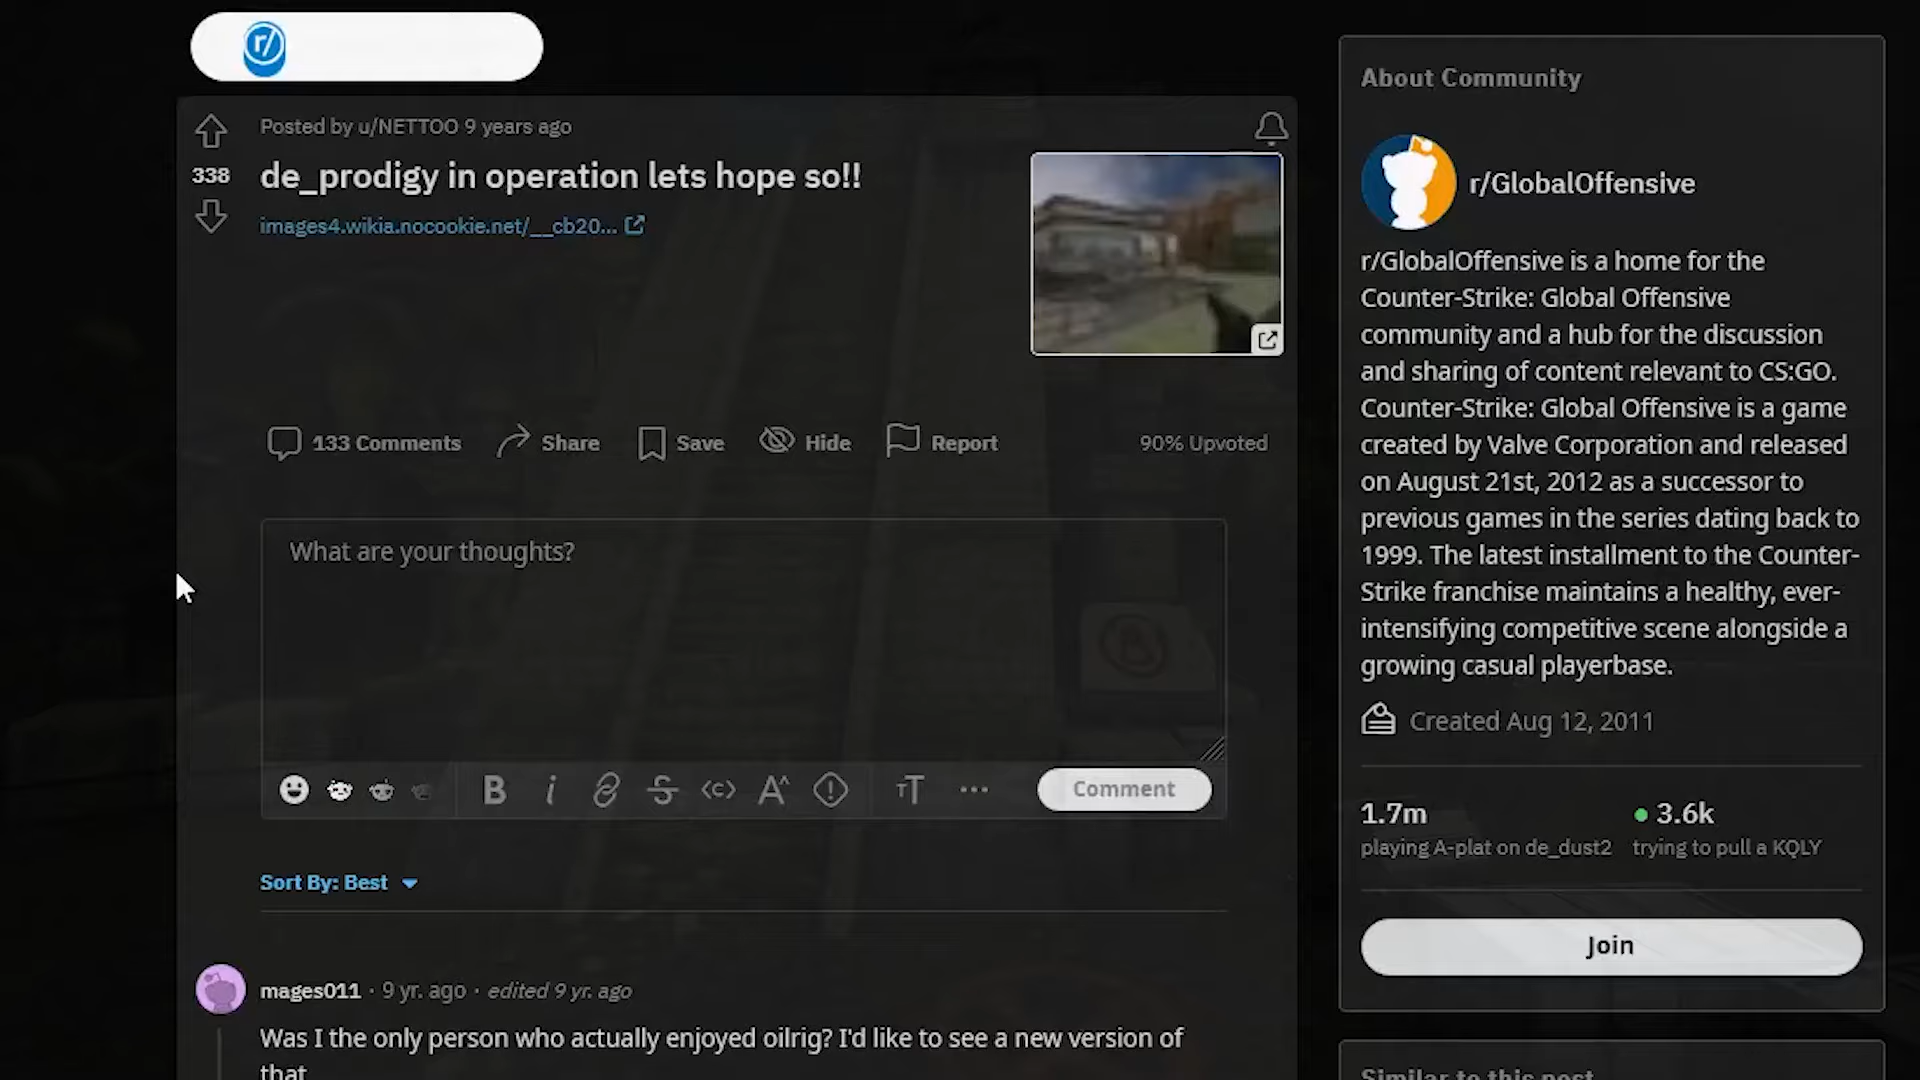 r/
Posted by u/NETTOO 9 years ago
338
de_prodigy in operation lets hope so!!
images4.wikia.nocookie.net/__cb20...
133 Comments
Share
Save
Hide
Report
90% Upvoted
What are your thoughts?
B i S <c> A^ ! TT ...
Comment
Sort By: Best
mages011 · 9 yr. ago · edited 9 yr. ago
Was I the only person who actually enjoyed oilrig? I'd like to see a new version of
that
About Community
r/GlobalOffensive
r/GlobalOffensive is a home for the
Counter-Strike: Global Offensive
community and a hub for the discussion
and sharing of content relevant to CS:GO.
Counter-Strike: Global Offensive is a game
created by Valve Corporation and released
on August 21st, 2012 as a successor to
previous games in the series dating back to
1999. The latest installment to the Counter-
Strike franchise maintains a healthy, ever-
intensifying competitive scene alongside a
growing casual playerbase.
Created Aug 12, 2011
1.7m
playing A-plat on de_dust2
3.6k
trying to pull a KQLY
Join
Similar to this post